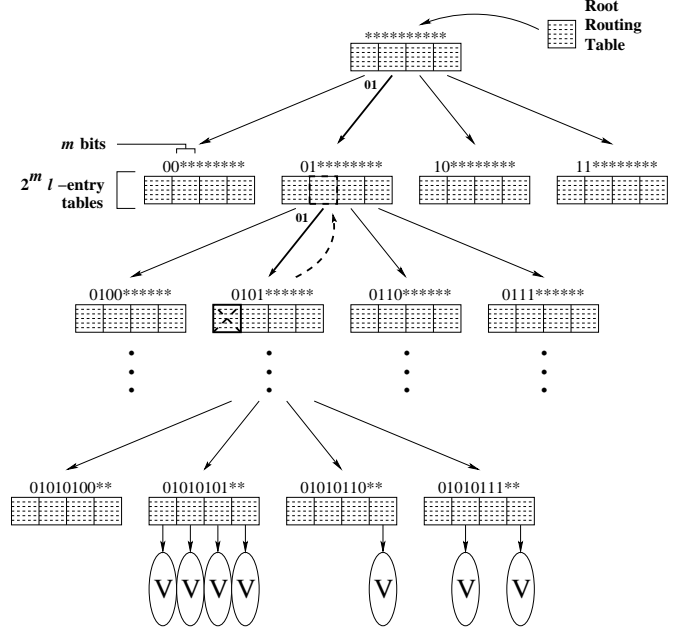 Root
Routing
Table
**********
01
m bits
00********
01********
10********
11********
2^m l –entry
tables
01
0100******
0101******
0110******
0111******
01010100**
01010101**
01010110**
01010111**
V V V V V V V